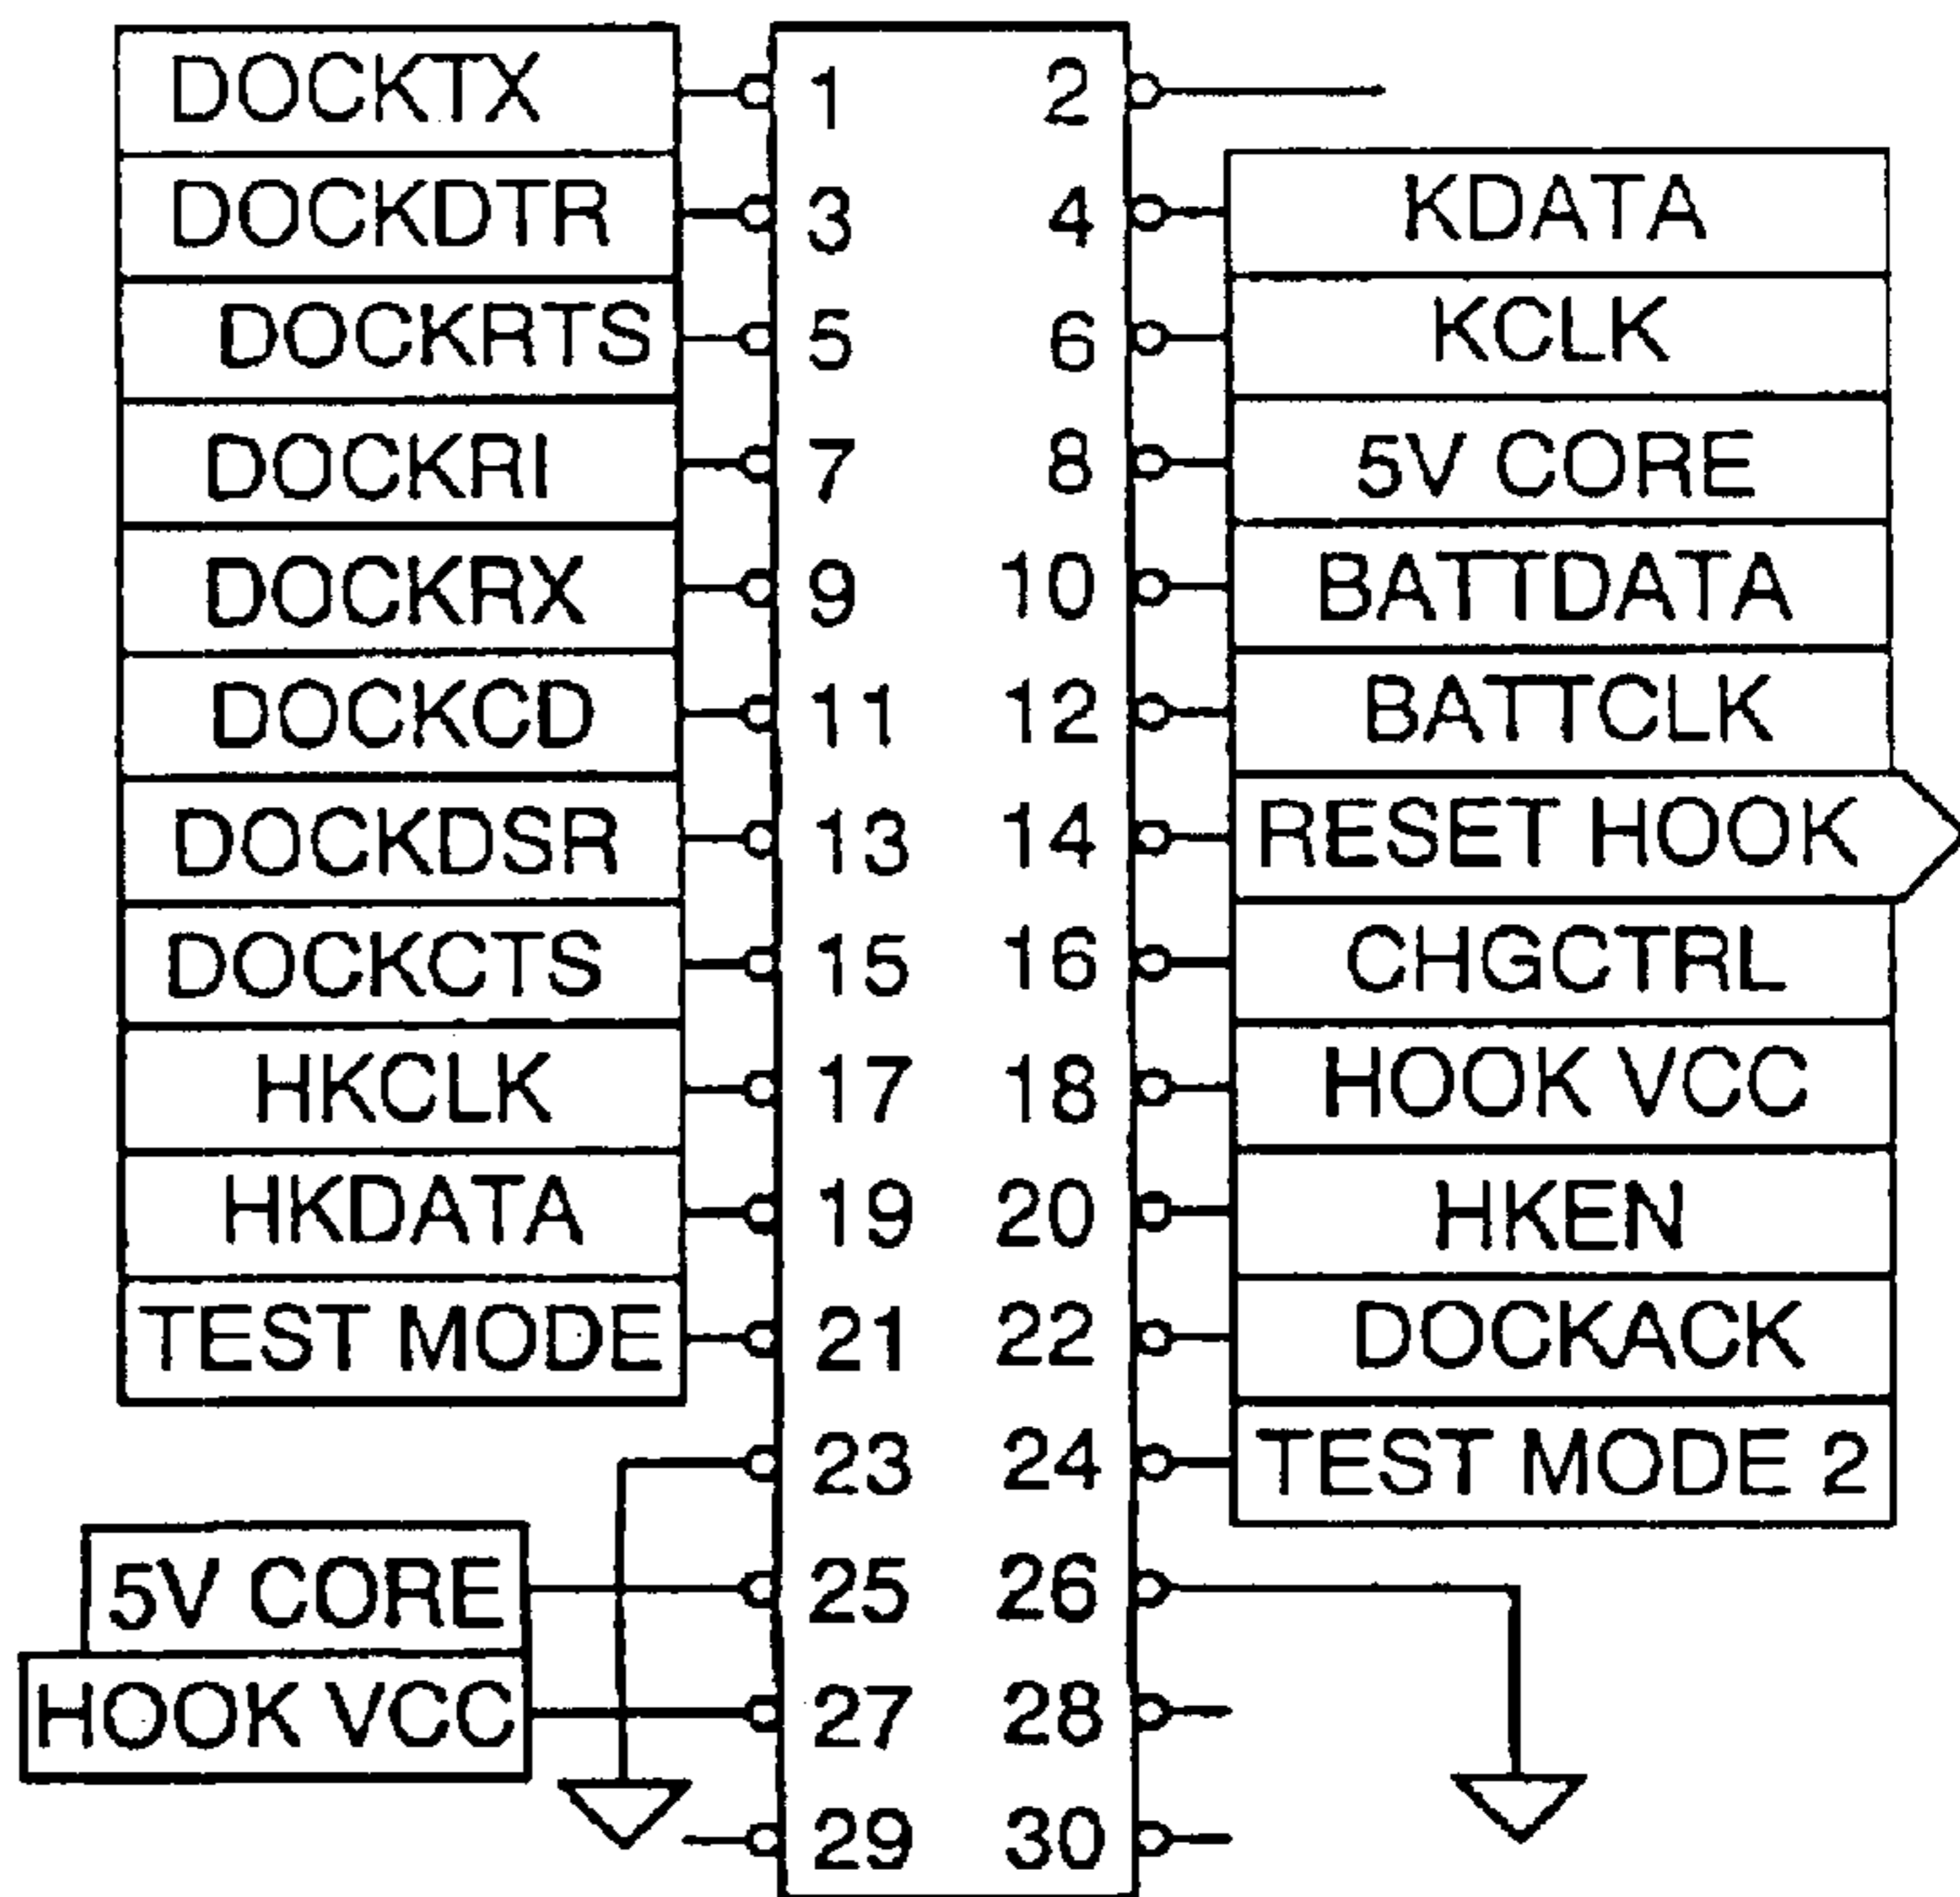 DOCKTX 1 2
DOCKDTR 3 4 KDATA
DOCKRTS 5 6 KCLK
DOCKRI 7 8 5V CORE
DOCKRX 9 10 BATTDATA
DOCKCD 11 12 BATTCLK
DOCKDSR 13 14 RESET HOOK
DOCKCTS 15 16 CHGCTRL
HKCLK 17 18 HOOK VCC
HKDATA 19 20 HKEN
TEST MODE 21 22 DOCKACK
23 24 TEST MODE 2
5V CORE 25 26
HOOK VCC 27 28
29 30